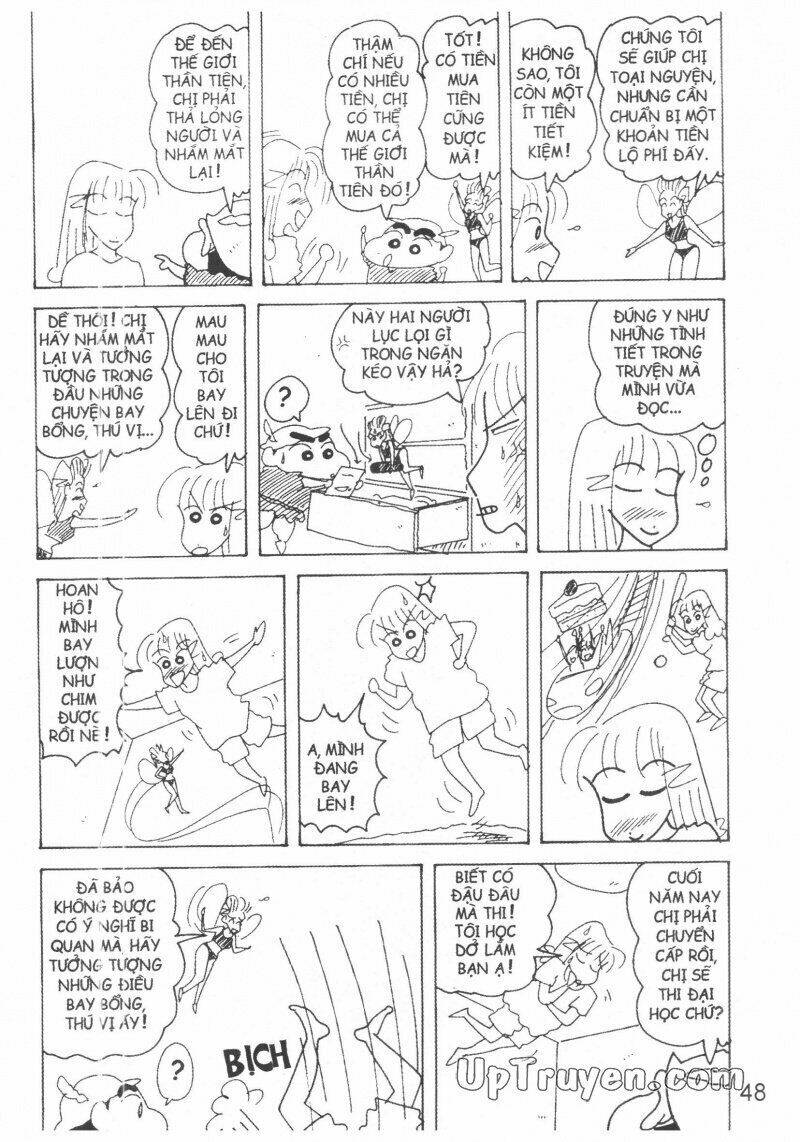 CHÚNG TÔI
SẼ GIÚP CHỊ
TOẠI NGUYỆN,
NHƯNG CẦN
CHUẨN BỊ MỘT
KHOẢN TIỀN
LỘ PHÍ ĐẤY.
KHÔNG
SAO, TÔI
CÒN MỘT
ÍT TIỀN
TIẾT
KIỆM!
TỐT!
CÓ TIỀN
MUA
TIÊN
CŨNG
ĐƯỢC
MÀ!
THẬM
CHÍ NẾU
CÓ NHIỀU
TIỀN, CHỊ
CÓ THỂ
MUA CẢ
THẾ GIỚI
THẦN
TIÊN ĐÓ!
ĐỂ ĐẾN
THẾ GIỚI
THẦN TIÊN,
CHỊ PHẢI
THẢ LỎNG
NGƯỜI VÀ
NHẮM MẮT
LẠI!
ĐÚNG Y NHƯ
NHỮNG TÌNH
TIẾT TRONG
TRUYỆN MÀ
MÌNH VỪA
ĐỌC...
NÀY HAI NGƯỜI
LỤC LỌI GÌ
TRONG NGĂN
KÉO VẬY HẢ?
?
MAU
MAU
CHO
TÔI
BAY
LÊN ĐI
CHỨ!
DỄ THÔI! CHỊ
HÃY NHẮM MẮT
LẠI VÀ TƯỞNG
TƯỢNG TRONG
ĐẦU NHỮNG
CHUYỆN BAY
BỔNG, THÚ VỊ...
A, MÌNH
ĐANG
BAY
LÊN!
HOAN
HÔ!
MÌNH
BAY
LƯỢN
NHƯ
CHIM
ĐƯỢC
RỒI NÈ!
CUỐI
NĂM NAY
CHỊ PHẢI
CHUYỂN
CẤP RỒI,
CHỊ SẼ
THI ĐẠI
HỌC CHỨ?
BIẾT CÓ
ĐẬU ĐÂU
MÀ THI!
TÔI HỌC
DỞ LẮM
BẠN Ạ!
ĐÃ BẢO
KHÔNG ĐƯỢC
CÓ Ý NGHĨ BI
QUAN MÀ HÃY
TƯỞNG TƯỢNG
NHỮNG ĐIỀU
BAY BỔNG,
THÚ VỊ ẤY!
BỊCH
?
UpTruyen.com
48